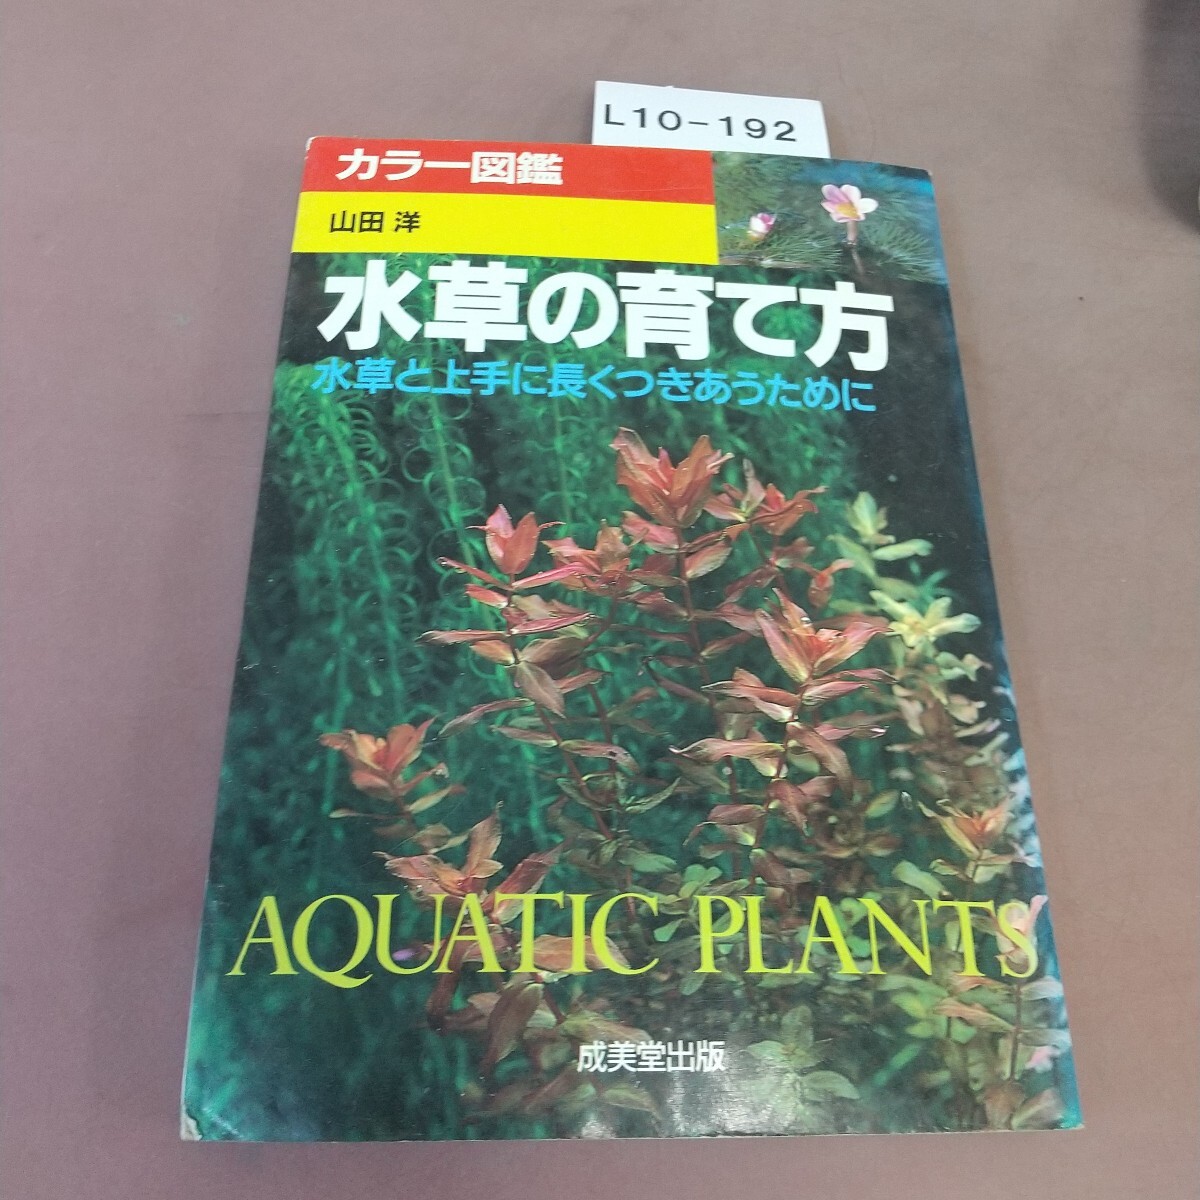 L10-192
カラー図鑑
山田 洋
水草の育て方
水草と上手に長くつきあうために
AQUATIC PLANTS
成美堂出版